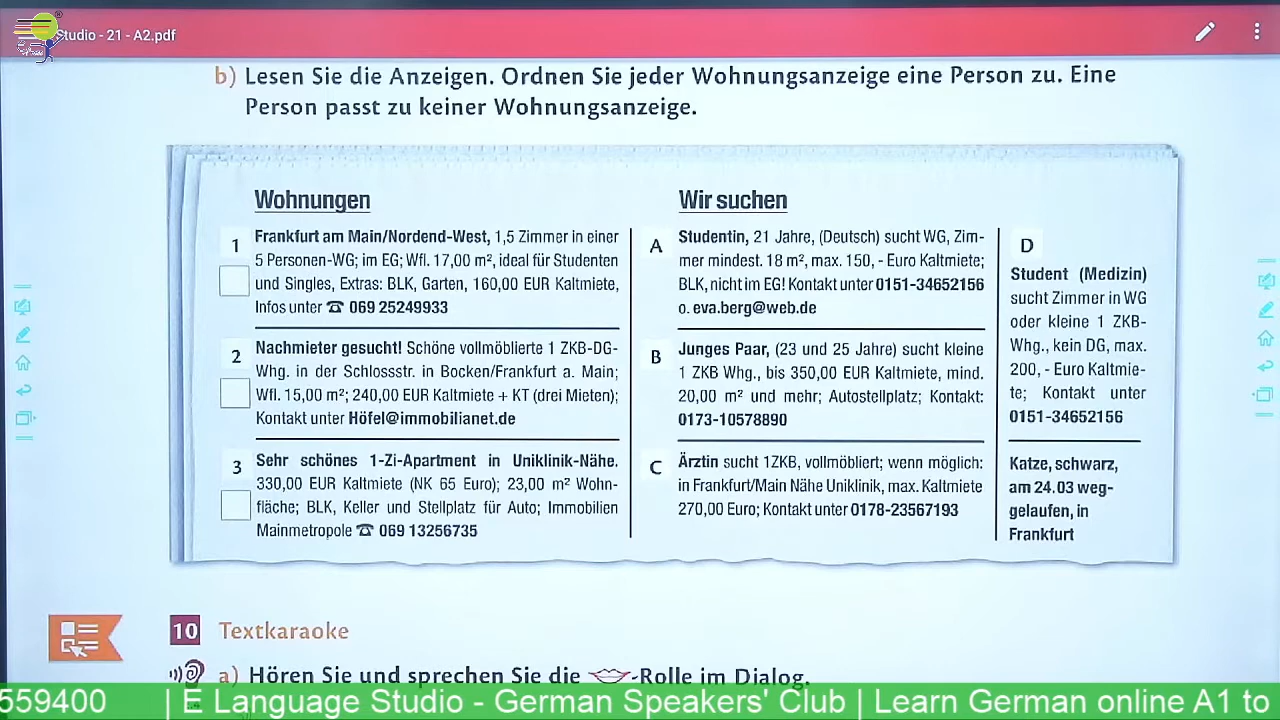 Studio - 21 - A2.pdf
b) Lesen Sie die Anzeigen. Ordnen Sie jeder Wohnungsanzeige eine Person zu. Eine
Person passt zu keiner Wohnungsanzeige.
Wohnungen
1
Frankfurt am Main/Nordend-West, 1,5 Zimmer in einer
5 Personen-WG; im EG; Wfl. 17,00 m², ideal für Studenten
und Singles, Extras: BLK, Garten, 160,00 EUR Kaltmiete,
Infos unter ☎ 069 25249933
2
Nachmieter gesucht! Schöne vollmöblierte 1 ZKB-DG-
Whg. in der Schlossstr. in Bocken/Frankfurt a. Main;
Wfl. 15,00 m²; 240,00 EUR Kaltmiete + KT (drei Mieten);
Kontakt unter Höfel@immobilianet.de
3
Sehr schönes 1-Zi-Apartment in Uniklinik-Nähe.
330,00 EUR Kaltmiete (NK 65 Euro); 23,00 m² Wohn-
fläche; BLK, Keller und Stellplatz für Auto; Immobilien
Mainmetropole ☎ 069 13256735
Wir suchen
A
Studentin, 21 Jahre, (Deutsch) sucht WG, Zim-
mer mindest. 18 m², max. 150, - Euro Kaltmiete;
BLK, nicht im EG! Kontakt unter 0151-34652156
o. eva.berg@web.de
B
Junges Paar, (23 und 25 Jahre) sucht kleine
1 ZKB Whg., bis 350,00 EUR Kaltmiete, mind.
20,00 m² und mehr; Autostellplatz; Kontakt:
0173-10578890
C
Ärztin sucht 1ZKB, vollmöbliert; wenn möglich:
in Frankfurt/Main Nähe Uniklinik, max. Kaltmiete
270,00 Euro; Kontakt unter 0178-23567193
D
Student (Medizin)
sucht Zimmer in WG
oder kleine 1 ZKB-
Whg., kein DG, max.
200, - Euro Kaltmie-
te; Kontakt unter
0151-34652156
Katze, schwarz,
am 24.03 weg-
gelaufen, in
Frankfurt
10 Textkaraoke
a) Hören Sie und sprechen Sie die -Rolle im Dialog.
559400 | E Language Studio - German Speakers' Club | Learn German online A1 to